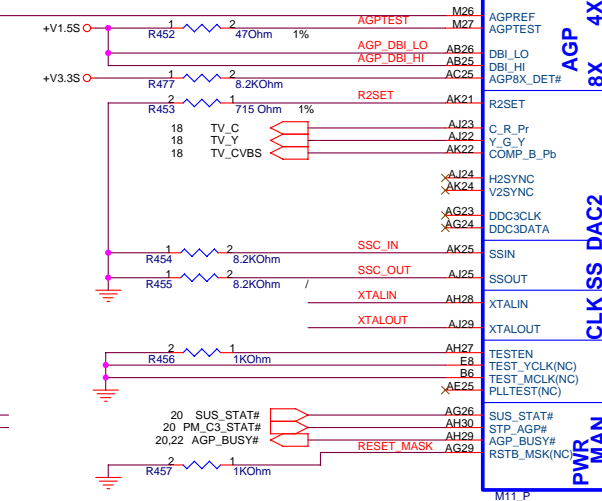 M26 AGPREF
+V1.5S 1 2 AGPTEST M27 AGPTEST
R452 47Ohm 1%
AGP_DBI_LO AB26 DBI_LO
AGP_DBI_HI AB25 DBI_HI
+V3.3S 1 2 AC25 AGP8X_DET#
R477 8.2KOhm
2 1 R2SET AK21 R2SET
R453 715 Ohm 1%
18 TV_C AJ23 C_R_Pr
18 TV_Y AJ22 Y_G_Y
18 TV_CVBS AK22 COMP_B_Pb
AJ24 H2SYNC
AK24 V2SYNC
AG23 DDC3CLK
AG24 DDC3DATA
1 2 SSC_IN AK25 SSIN
R454 8.2KOhm
1 2 SSC_OUT AJ25 SSOUT
R455 8.2KOhm /
XTALIN AH28 XTALIN
XTALOUT AJ29 XTALOUT
2 1 AH27 TESTEN
R456 1KOhm E8 TEST_YCLK(NC)
B6 TEST_MCLK(NC)
AE25 PLLTEST(NC)
20 SUS_STAT# AG26 SUS_STAT#
20 PM_C3_STAT# AH30 STP_AGP#
20,22 AGP_BUSY# AH29 AGP_BUSY#
RESET_MASK AG29 RSTB_MSK(NC)
2 1
R457 1KOhm
M11_P
AGP
8X 4X
DAC2
SS
CLK
PWR
MAN